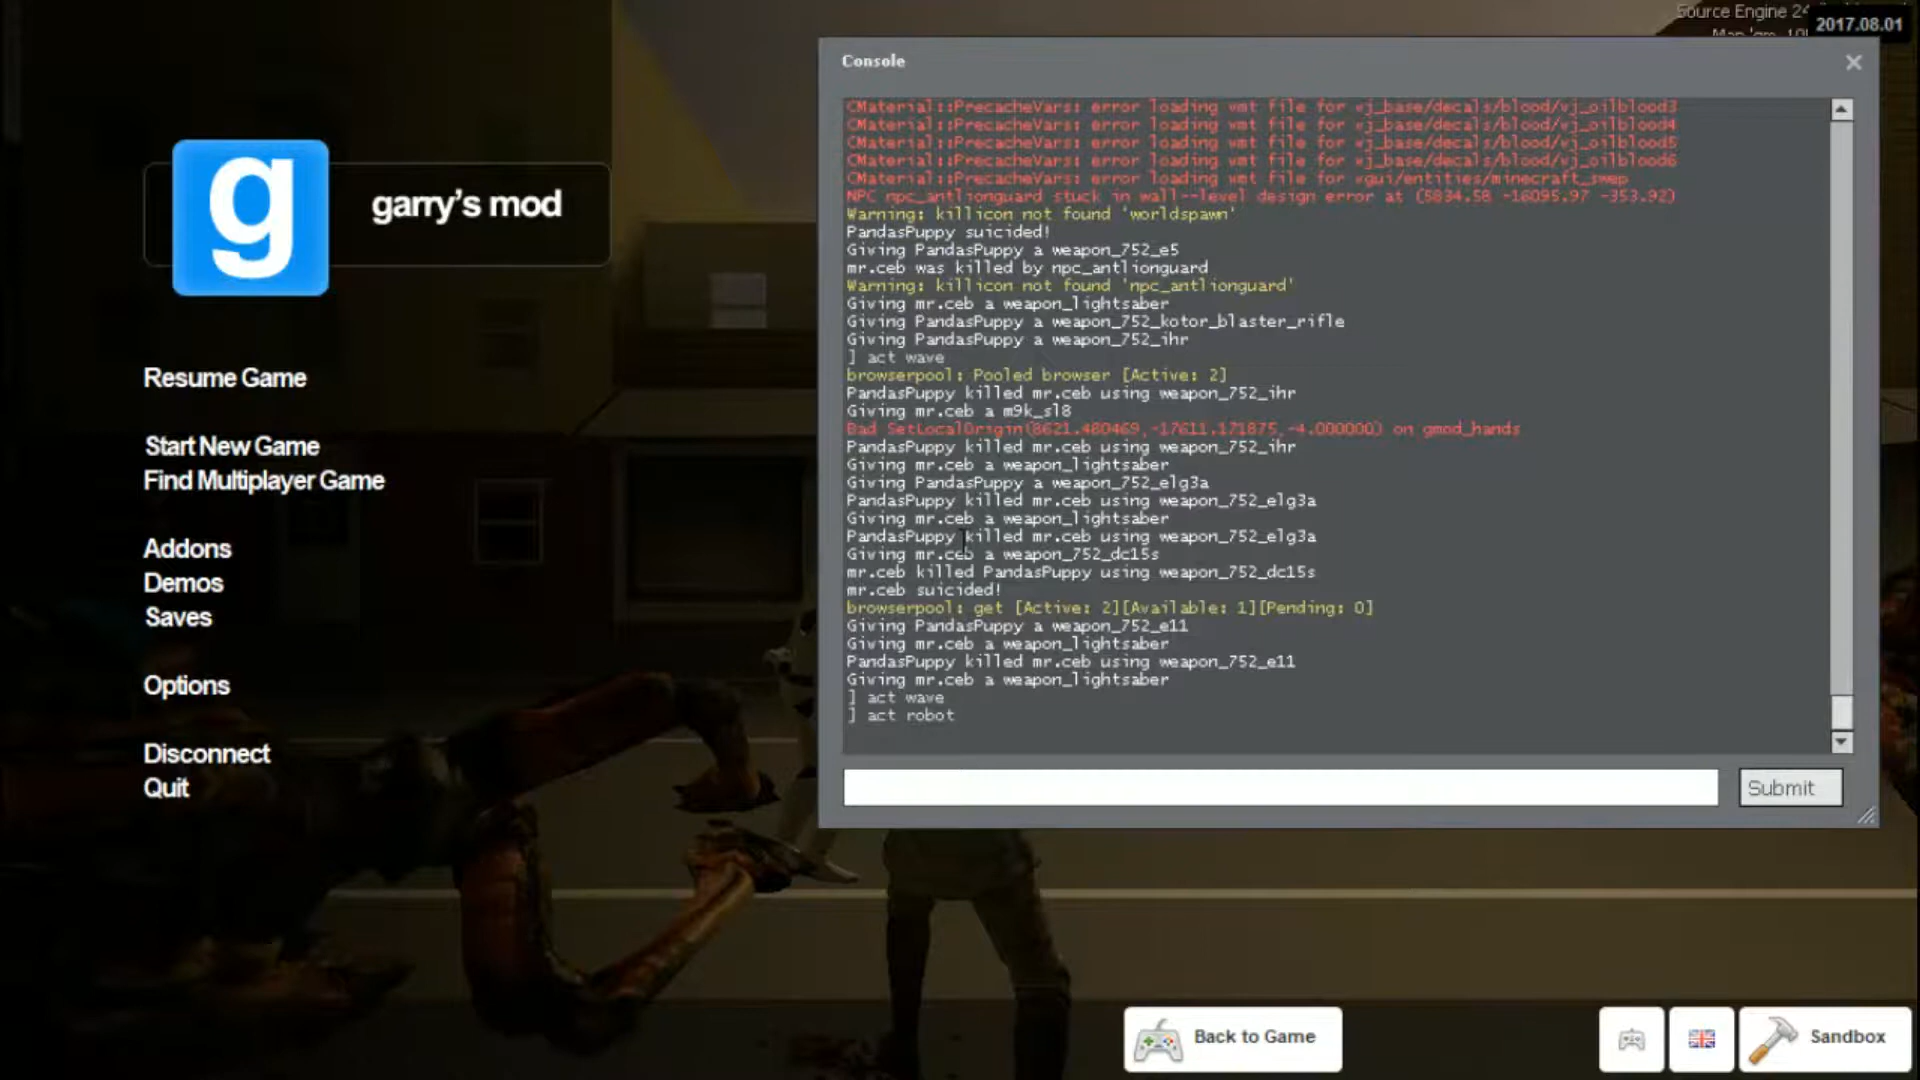 Source Engine 24
2017.08.01
Console
CMaterial::PrecacheVars: error loading vmt file for vj_base/decals/blood/vj_oilblood3
CMaterial::PrecacheVars: error loading vmt file for vj_base/decals/blood/vj_oilblood4
CMaterial::PrecacheVars: error loading vmt file for vj_base/decals/blood/vj_oilblood5
CMaterial::PrecacheVars: error loading vmt file for vj_base/decals/blood/vj_oilblood6
CMaterial::PrecacheVars: error loading vmt file for vgui/entities/minecraft_swep
NPC npc_antlionguard stuck in wall--level design error at (5834.58 -16095.97 -353.92)
Warning: killicon not found 'worldspawn'
PandasPuppy suicided!
Giving PandasPuppy a weapon_752_e5
mr.ceb was killed by npc_antlionguard
Warning: killicon not found 'npc_antlionguard'
Giving mr.ceb a weapon_lightsaber
Giving PandasPuppy a weapon_752_kotor_blaster_rifle
Giving PandasPuppy a weapon_752_ihr
] act wave
browserpool: Pooled browser [Active: 2]
PandasPuppy killed mr.ceb using weapon_752_ihr
Giving mr.ceb a m9k_sl8
Bad SetLocalOrigin(8621.480469,-17611.171875,-4.000000) on gmod_hands
PandasPuppy killed mr.ceb using weapon_752_ihr
Giving mr.ceb a weapon_lightsaber
Giving PandasPuppy a weapon_752_elg3a
PandasPuppy killed mr.ceb using weapon_752_elg3a
Giving mr.ceb a weapon_lightsaber
PandasPuppy killed mr.ceb using weapon_752_elg3a
Giving mr.ceb a weapon_752_dc15s
mr.ceb killed PandasPuppy using weapon_752_dc15s
mr.ceb suicided!
browserpool: get [Active: 2][Available: 1][Pending: 0]
Giving PandasPuppy a weapon_752_e11
Giving mr.ceb a weapon_lightsaber
PandasPuppy killed mr.ceb using weapon_752_e11
Giving mr.ceb a weapon_lightsaber
] act wave
] act robot
Submit
g
garry's mod
Resume Game
Start New Game
Find Multiplayer Game
Addons
Demos
Saves
Options
Disconnect
Quit
Back to Game
Sandbox